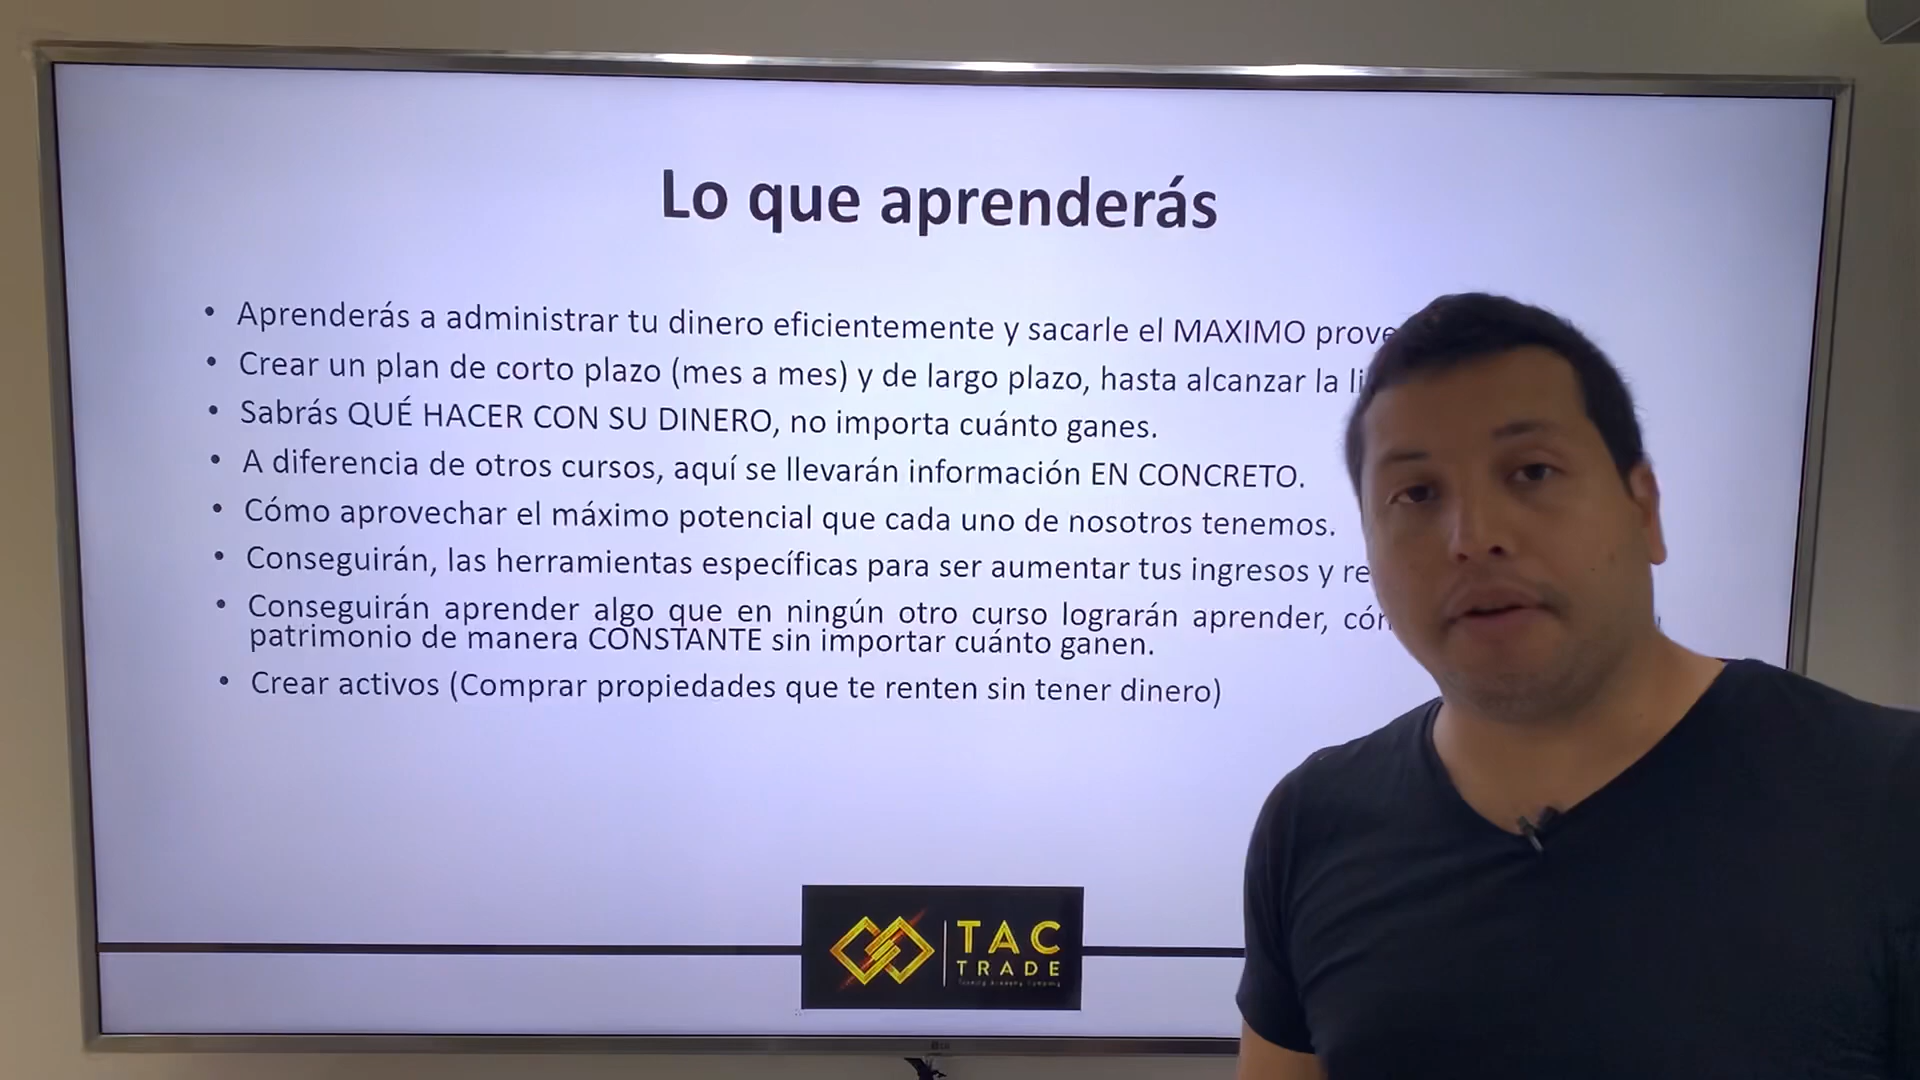 Lo que aprenderás
• Aprenderás a administrar tu dinero eficientemente y sacarle el MAXIMO
• Crear un plan de corto plazo (mes a mes) y de largo plazo, hasta alcanzar la
• Sabrás QUÉ HACER CON SU DINERO, no importa cuánto ganes.
• A diferencia de otros cursos, aquí se llevarán información EN CONCRETO.
• Cómo aprovechar el máximo potencial que cada uno de nosotros tenemos.
• Conseguirán, las herramientas específicas para ser aumentar tus ingresos y
• Conseguirán aprender algo que en ningún otro curso lograrán aprender,
patrimonio de manera CONSTANTE sin importar cuánto ganen.
• Crear activos (Comprar propiedades que te renten sin tener dinero)
TAC
TRADE